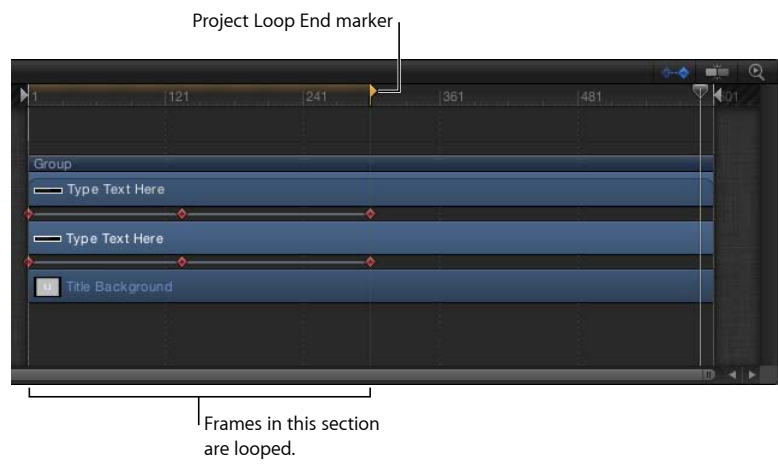 Project Loop End marker
1 121 241 361 481 601
Group
Type Text Here
Type Text Here
Title Background
Frames in this section
are looped.